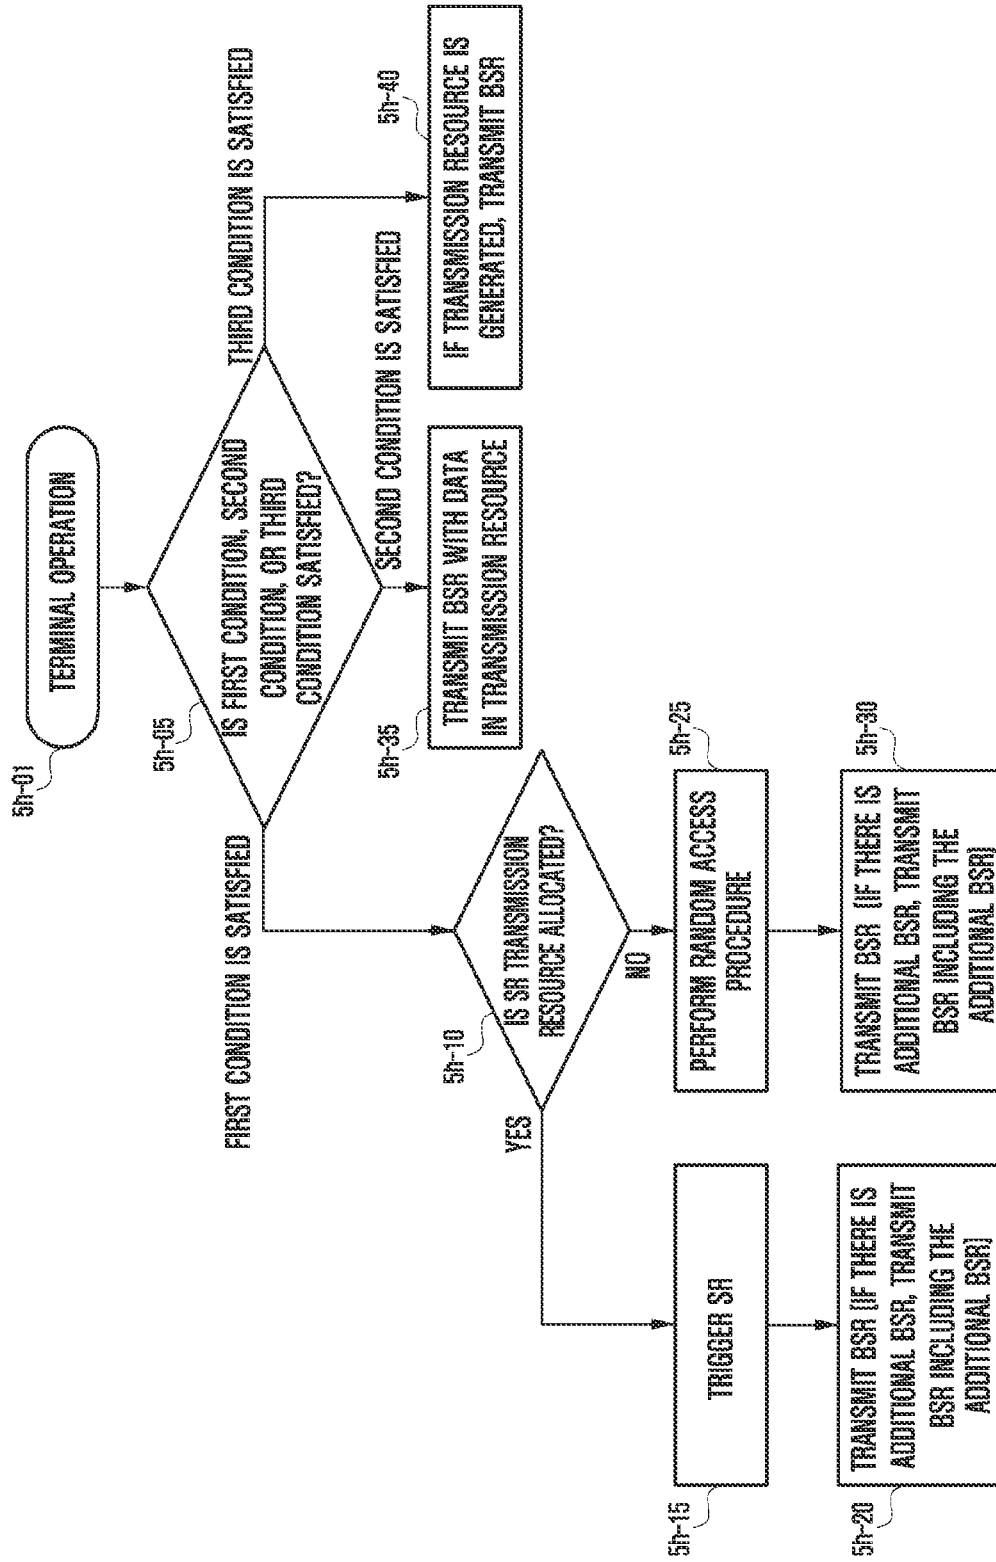 5h-01
TERMINAL OPERATION
5h-05
IS FIRST CONDITION, SECOND
CONDITION, OR THIRD
CONDITION SATISFIED?
FIRST CONDITION IS SATISFIED
SECOND CONDITION IS SATISFIED
THIRD CONDITION IS SATISFIED
5h-10
IS SR TRANSMISSION
RESOURCE ALLOCATED?
YES
NO
5h-35
TRANSMIT BSR WITH DATA
IN TRANSMISSION RESOURCE
5h-40
IF TRANSMISSION RESOURCE IS
GENERATED, TRANSMIT BSR
5h-15
TRIGGER SR
5h-25
PERFORM RANDOM ACCESS
PROCEDURE
5h-20
TRANSMIT BSR (IF THERE IS
ADDITIONAL BSR, TRANSMIT
BSR INCLUDING THE
ADDITIONAL BSR)
5h-30
TRANSMIT BSR (IF THERE IS
ADDITIONAL BSR, TRANSMIT
BSR INCLUDING THE
ADDITIONAL BSR)